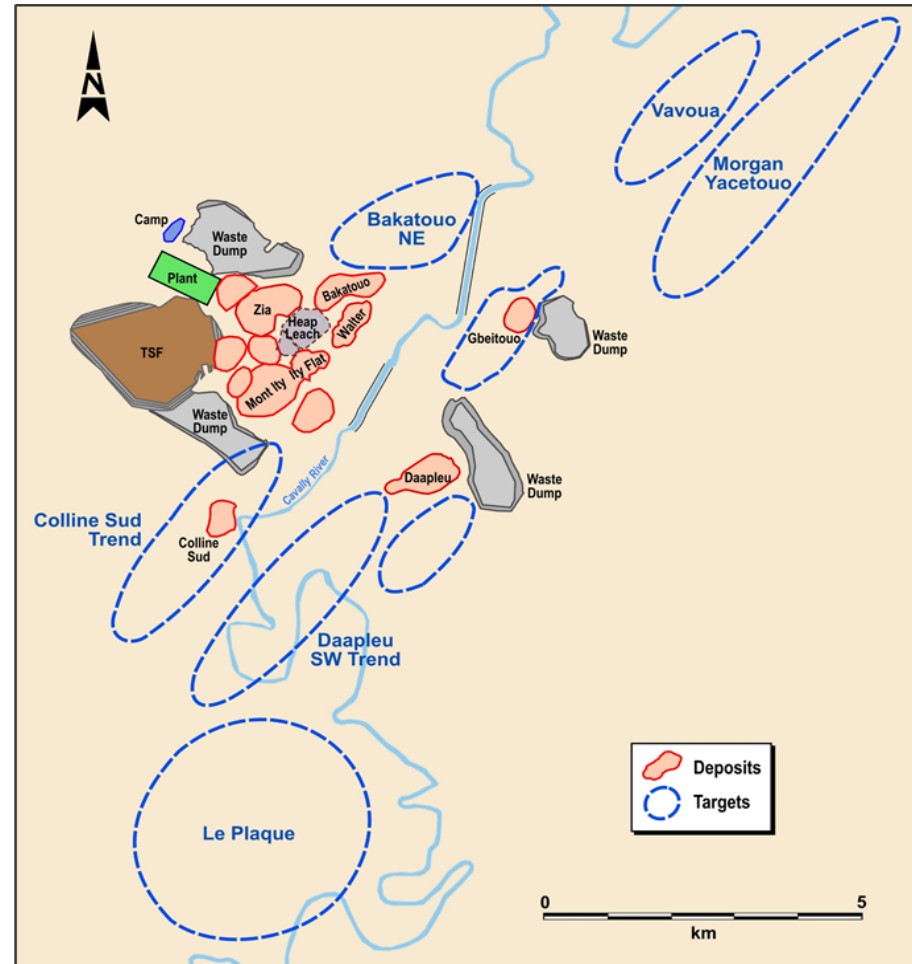 N
Vavoua
Morgan
Yacetouo
Bakatouo
NE
Camp
Waste
Dump
Plant
Bakatouo
Zia
Heap
Leach
Walter
Gbeitouo
Waste
Dump
TSF
Ity Flat
Mont Ity
Waste
Dump
Cavally River
Daapleu
Waste
Dump
Colline Sud
Trend
Colline
Sud
Daapleu
SW Trend
Le Plaque
Deposits
Targets
0 5
km